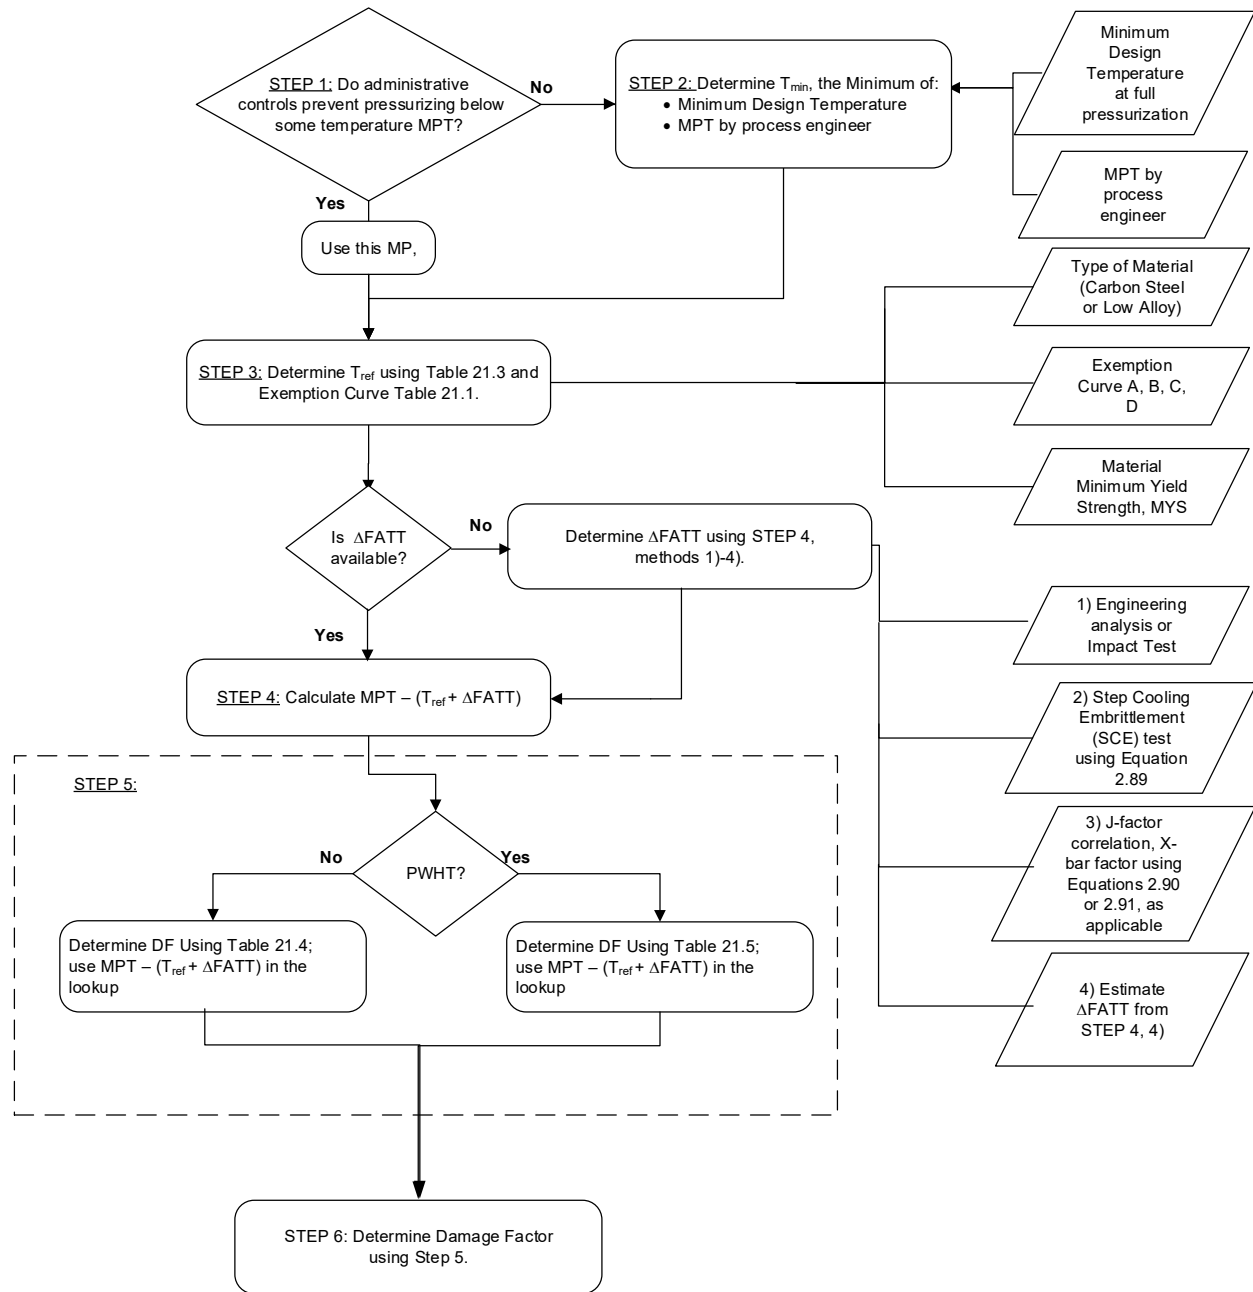 STEP 1: Do administrative
controls prevent pressurizing below
some temperature MPT?
No
STEP 2: Determine Tmin, the Minimum of:
• Minimum Design Temperature
• MPT by process engineer
Minimum
Design
Temperature
at full
pressurization
MPT by
process
engineer
Yes
Use this MP,
Type of Material
(Carbon Steel
or Low Alloy)
STEP 3: Determine Tref using Table 21.3 and
Exemption Curve Table 21.1.
Exemption
Curve A, B, C,
D
Material
Minimum Yield
Strength, MYS
Is ΔFATT
available?
No
Determine ΔFATT using STEP 4,
methods 1)-4).
Yes
1) Engineering
analysis or
Impact Test
STEP 4: Calculate MPT – (Tref + ΔFATT)
2) Step Cooling
Embrittlement
(SCE) test
using Equation
2.89
STEP 5:
PWHT?
No
Yes
3) J-factor
correlation, X-
bar factor using
Equations 2.90
or 2.91, as
applicable
Determine DF Using Table 21.4;
use MPT – (Tref + ΔFATT) in the
lookup
Determine DF Using Table 21.5;
use MPT – (Tref + ΔFATT) in the
lookup
4) Estimate
ΔFATT from
STEP 4, 4)
STEP 6: Determine Damage Factor
using Step 5.